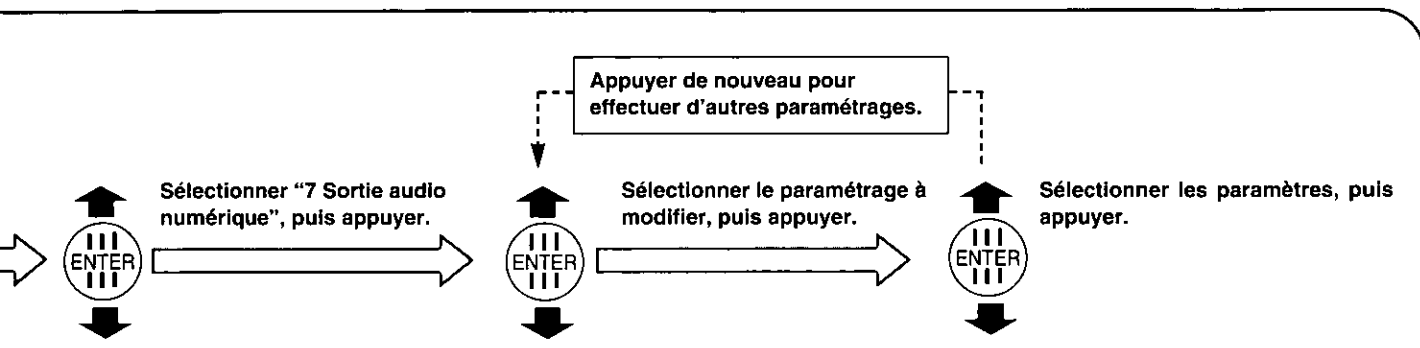 Appuyer de nouveau pour
effectuer d'autres paramétrages.
Sélectionner “7 Sortie audio
numérique”, puis appuyer.
Sélectionner le paramétrage à
modifier, puis appuyer.
Sélectionner les paramètres, puis
appuyer.
ENTER
ENTER
ENTER